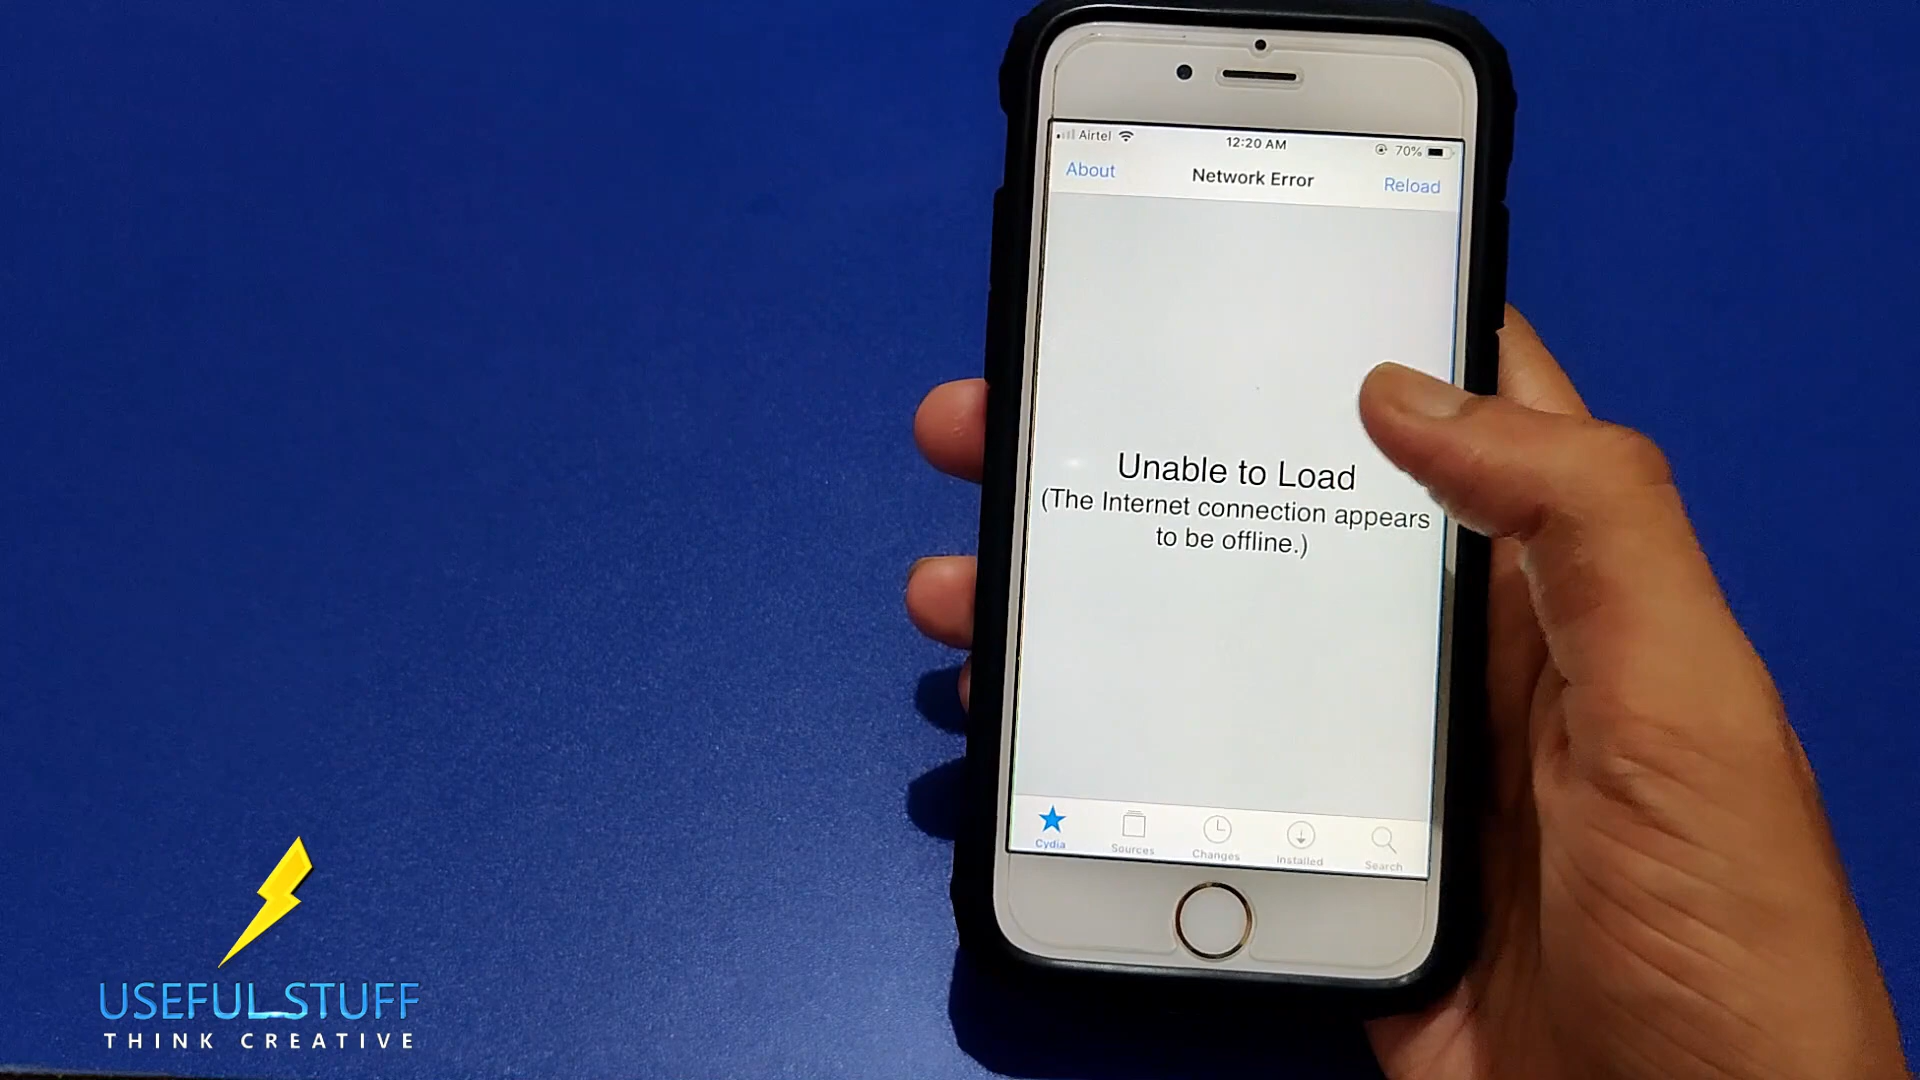 Airtel
12:20 AM
70%
About
Network Error
Reload
Unable to Load
(The Internet connection appears
to be offline.)
Cydia
Sources
Changes
Installed
Search
USEFUL STUFF
THINK CREATIVE